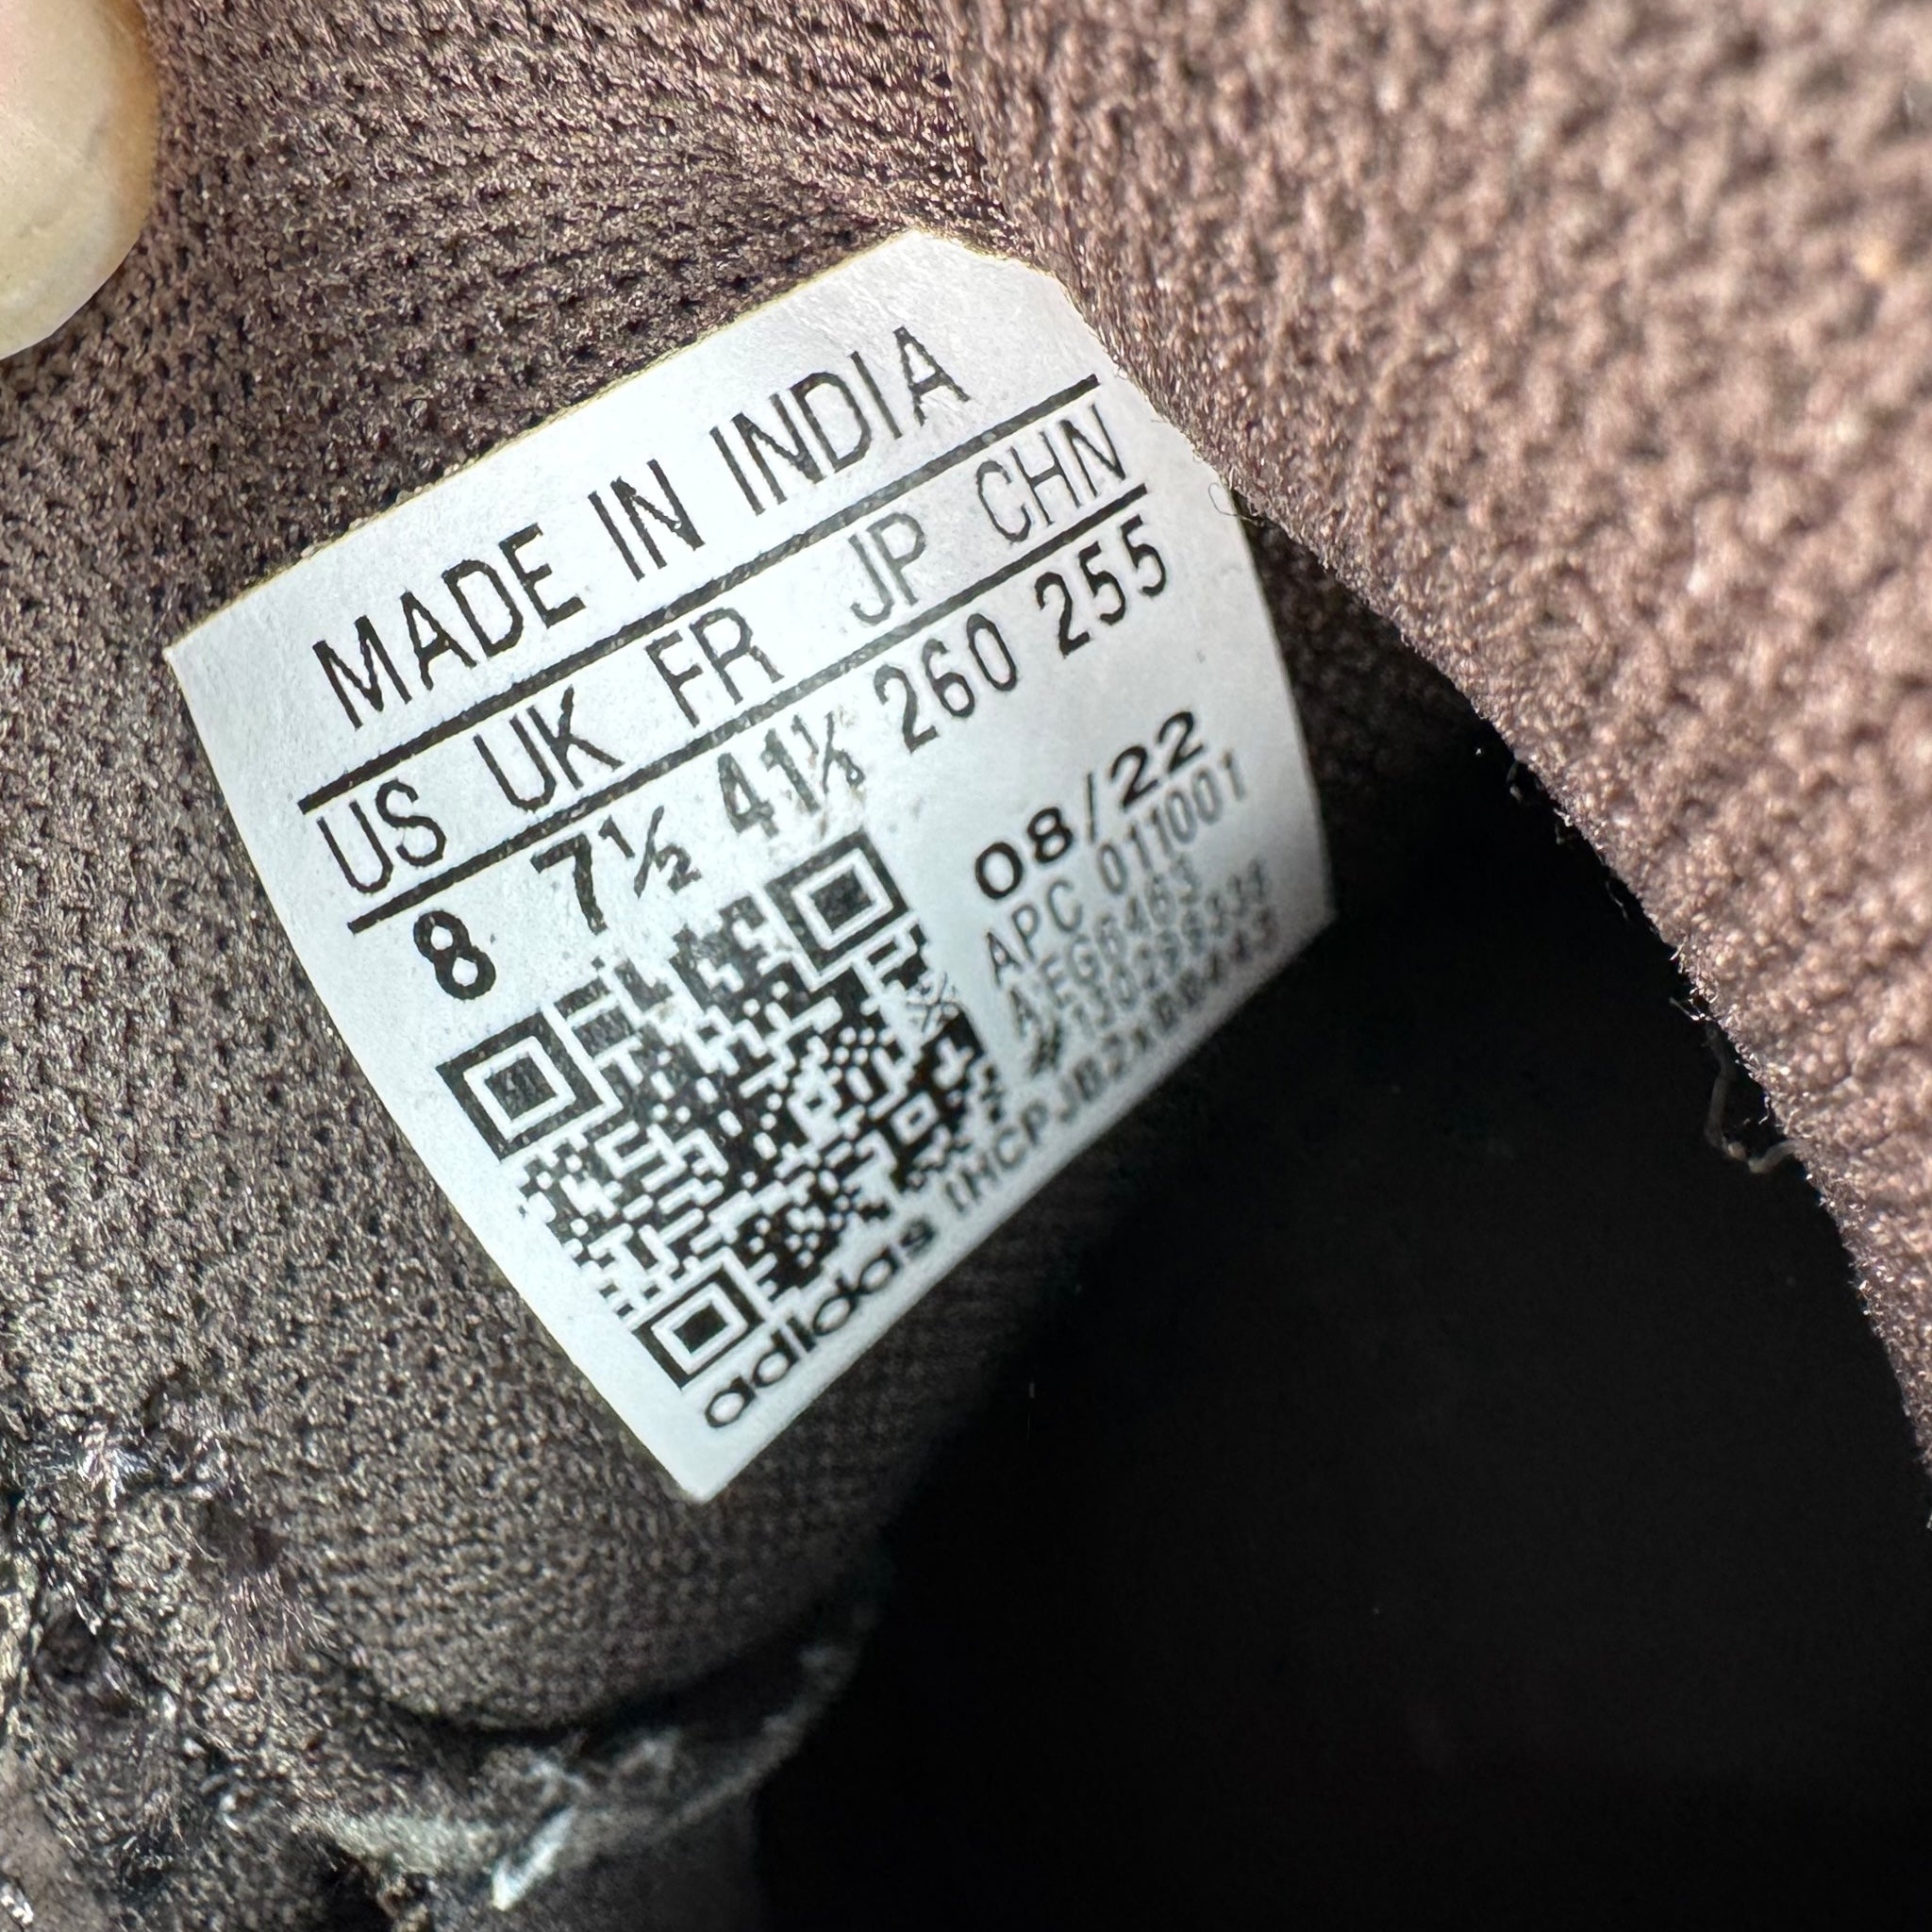 MADE IN INDIA
US UK FR JP CHN
8 7½ 41⅓ 260 255
08/22
APC 011001
adidas